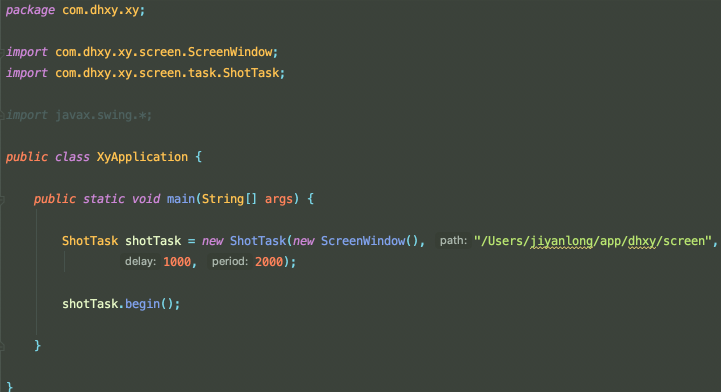 package com.dhxy.xy;
import com.dhxy.xy.screen.ScreenWindow;
import com.dhxy.xy.screen.task.ShotTask;
import javax.swing.*;
public class XyApplication {
public static void main(String[] args) {
ShotTask shotTask = new ShotTask(new ScreenWindow(), path: "/Users/jiyanlong/app/dhxy/screen",
delay: 1000, period: 2000);
shotTask.begin();
}
}